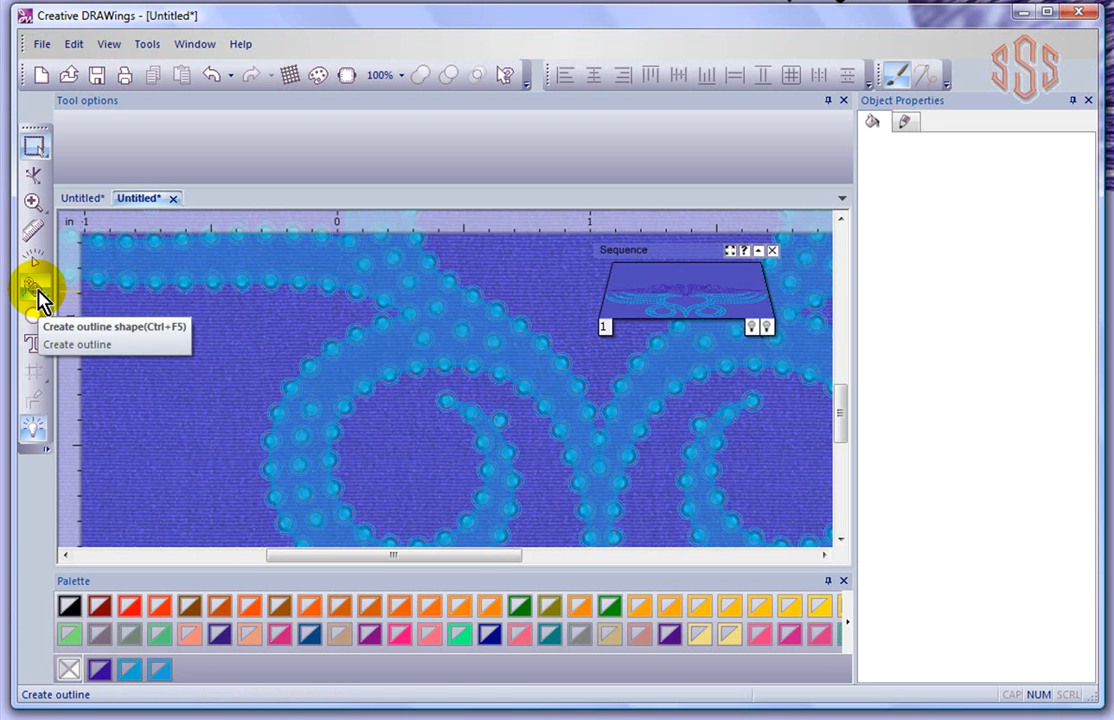 Creative DRAWings - [Untitled*]
File Edit View Tools Window Help
100%
SSS
Tool options
Object Properties
Untitled* Untitled*
in -1 0 1
Sequence
1
Create outline shape(Ctrl+F5)
Create outline
Palette
Create outline
CAP NUM SCRL